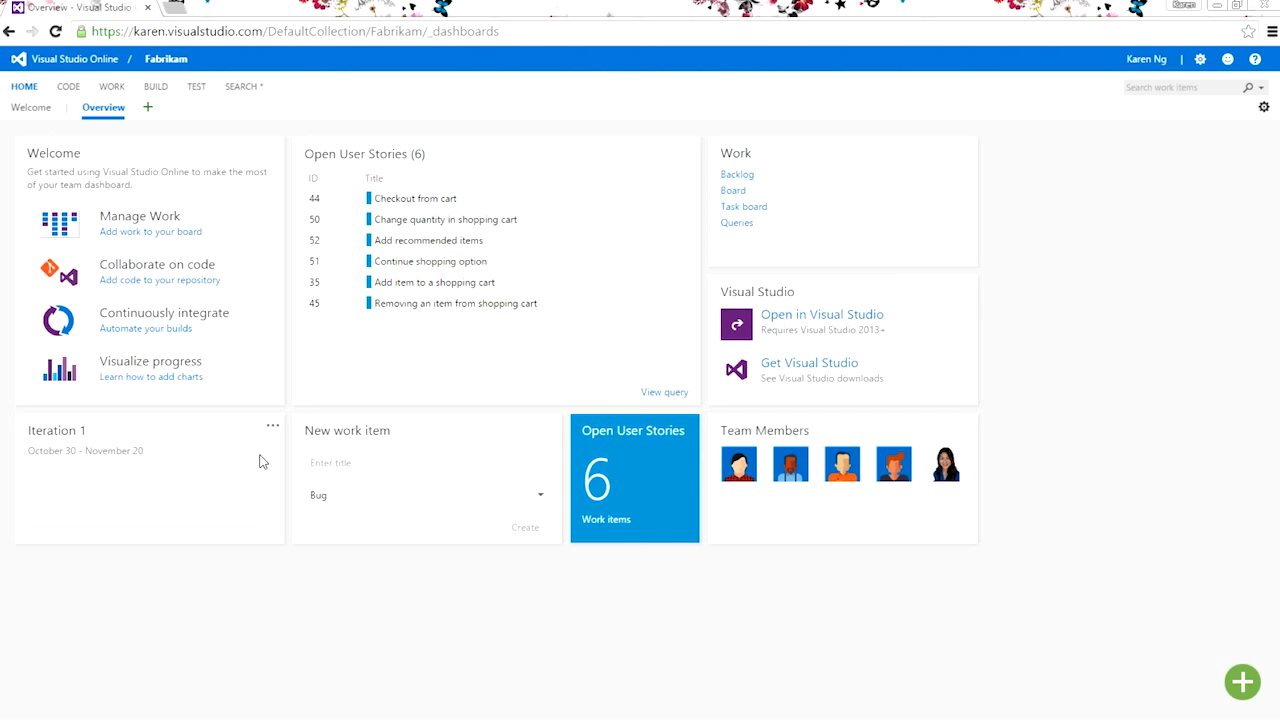 Overview - Visual Studio
Karen
https://karen.visualstudio.com/DefaultCollection/Fabrikam/_dashboards
Visual Studio Online / Fabrikam
Karen Ng
HOME CODE WORK BUILD TEST SEARCH*
Search work items
Welcome Overview
Welcome
Get started using Visual Studio Online to make the most
of your team dashboard.
Manage Work
Add work to your board
Collaborate on code
Add code to your repository
Continuously integrate
Automate your builds
Visualize progress
Learn how to add charts
Open User Stories (6)
ID Title
44 Checkout from cart
50 Change quantity in shopping cart
52 Add recommended items
51 Continue shopping option
35 Add item to a shopping cart
45 Removing an item from shopping cart
View query
Work
Backlog
Board
Task board
Queries
Visual Studio
Open in Visual Studio
Requires Visual Studio 2013+
Get Visual Studio
See Visual Studio downloads
Iteration 1
October 30 - November 20
New work item
Enter title
Bug
Create
Open User Stories
6
Work items
Team Members